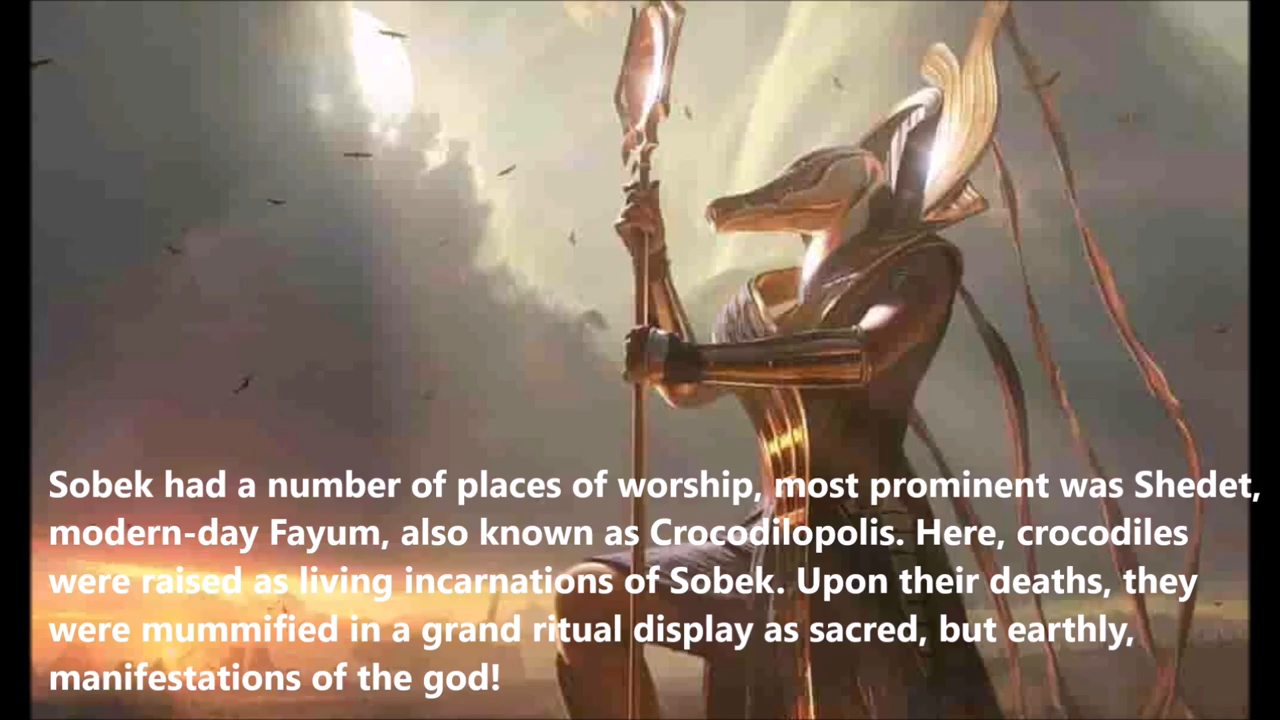 Sobek had a number of places of worship, most prominent was Shedet,
modern-day Fayum, also known as Crocodilopolis. Here, crocodiles
were raised as living incarnations of Sobek. Upon their deaths, they
were mummified in a grand ritual display as sacred, but earthly,
manifestations of the god!